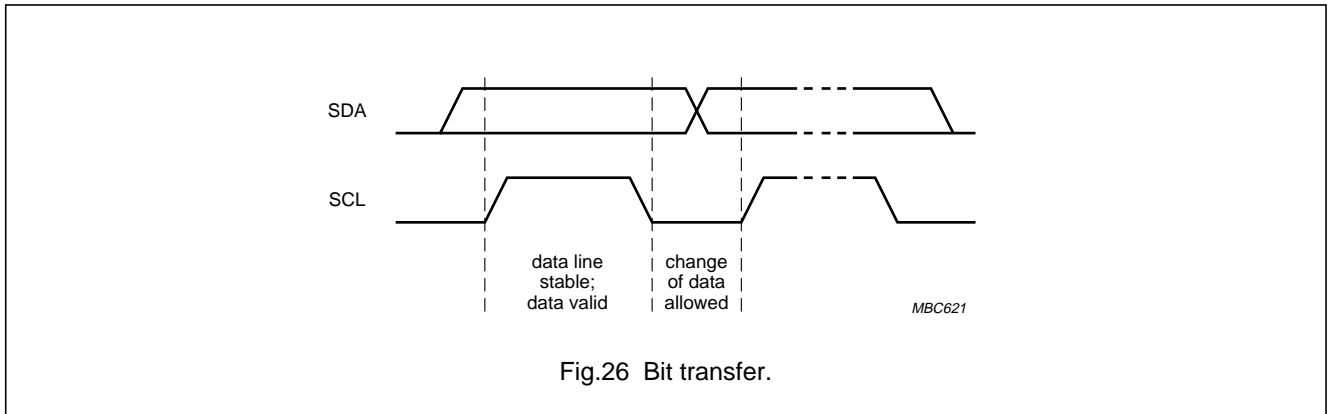 SDA
SCL
data line
stable;
data valid
change
of data
allowed
MBC621
Fig.26 Bit transfer.